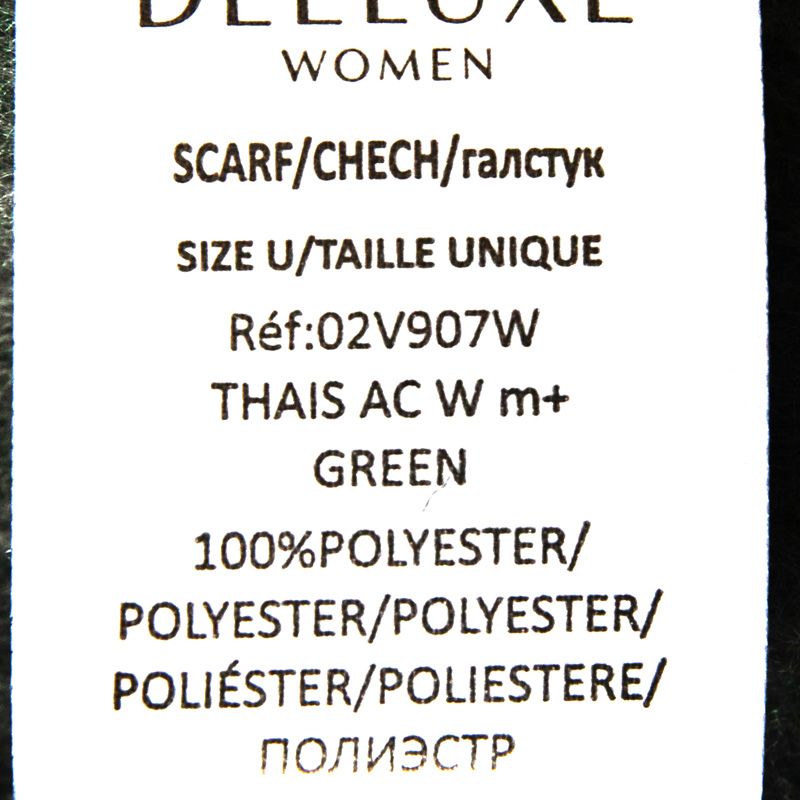 DEELUXE
WOMEN
SCARF/CHECH/галстук
SIZE U/TAILLE UNIQUE
Réf:02V907W
THAIS AC W m+
GREEN
100%POLYESTER/
POLYESTER/POLYESTER/
POLIÉSTER/POLIESTERE/
ПОЛИЭСТР